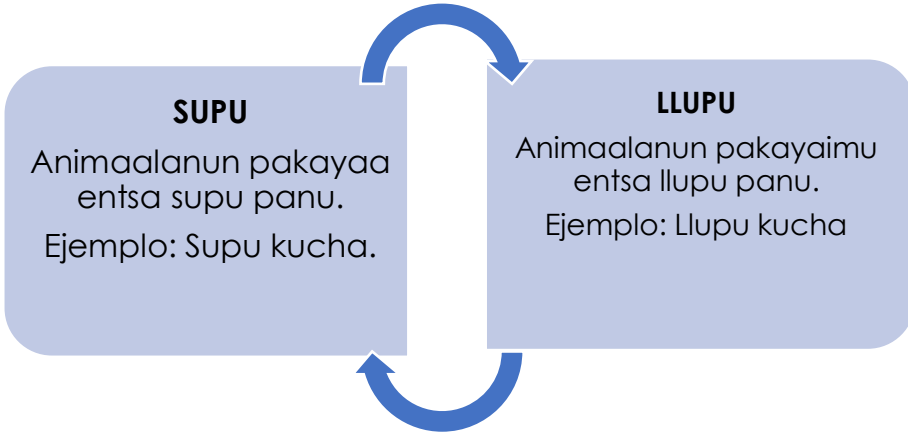 SUPU
Animaalanun pakayaa
entsa supu panu.
Ejemplo: Supu kucha.
LLUPU
Animaalanun pakayaimu
entsa llupu panu.
Ejemplo: Llupu kucha